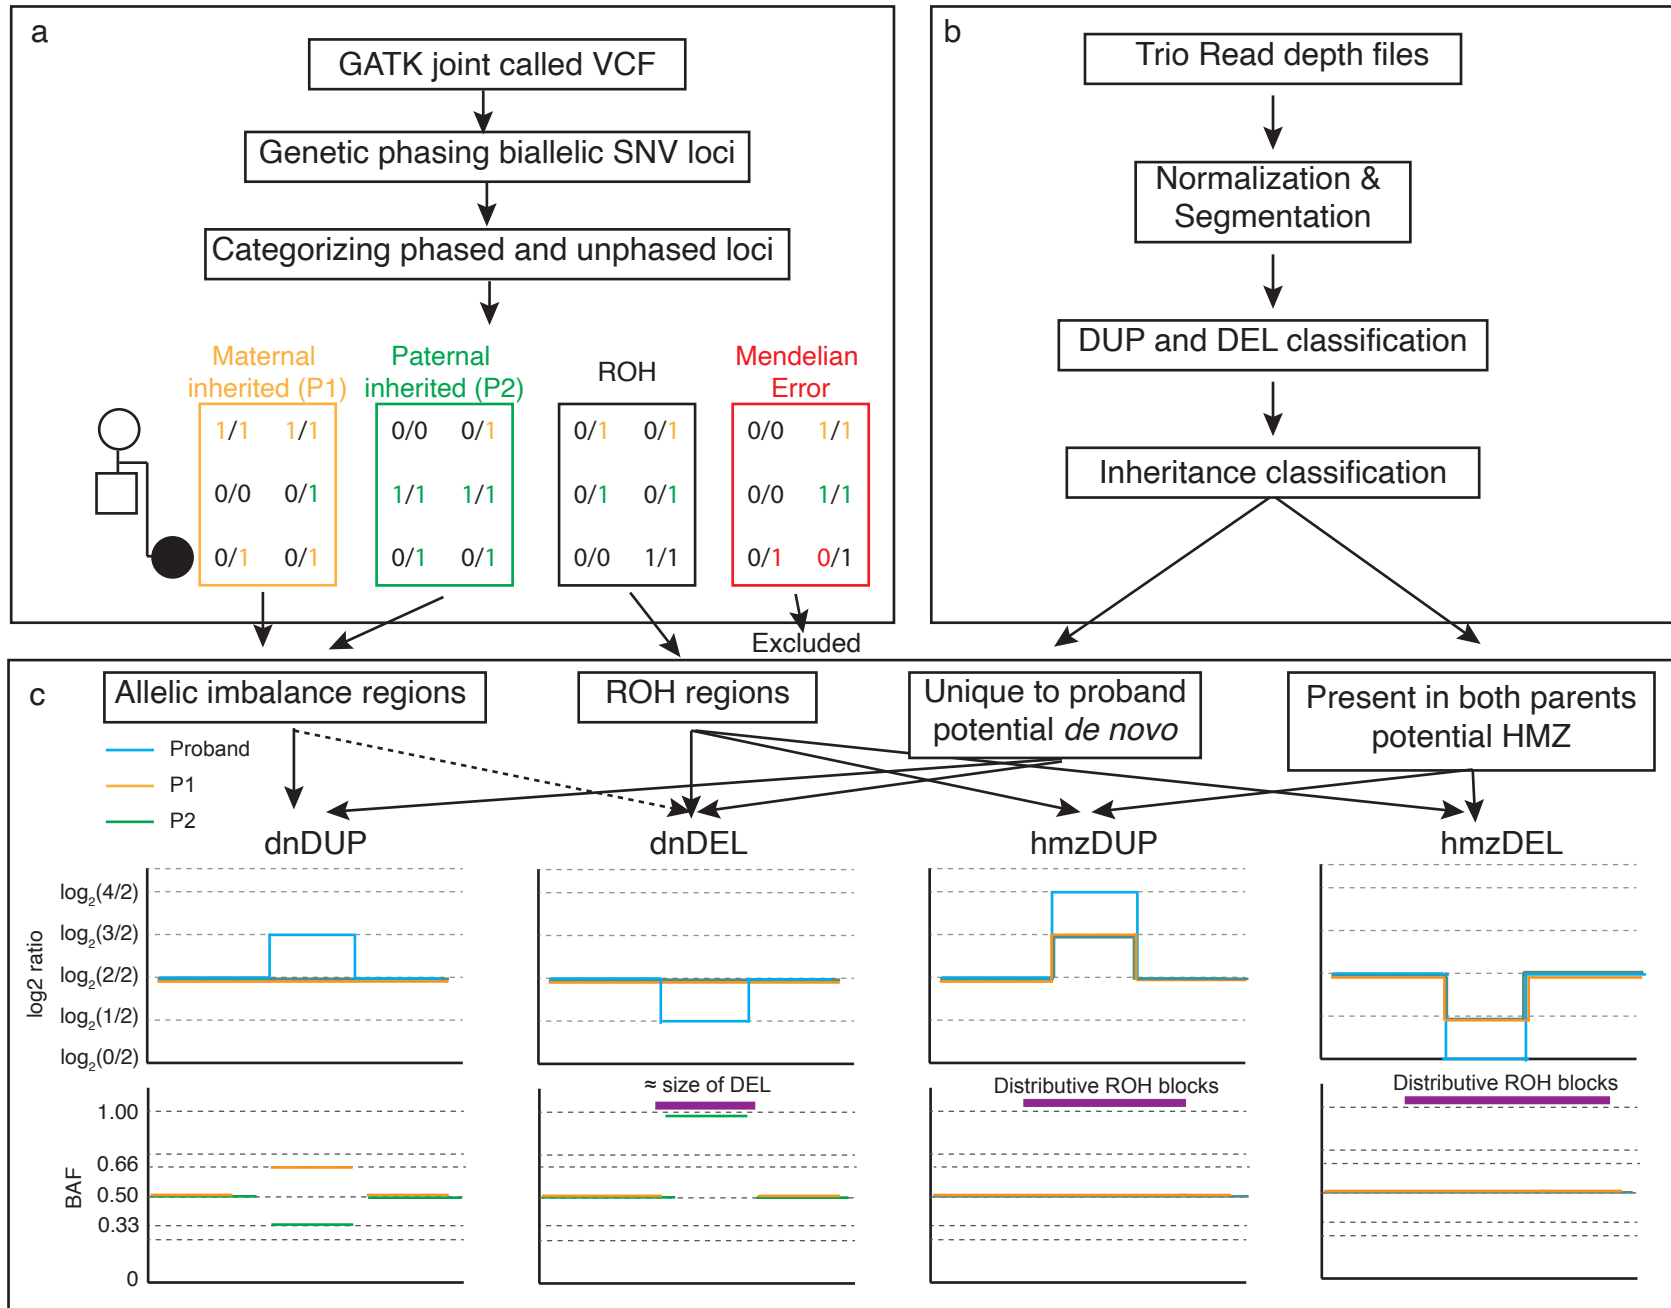 a
GATK joint called VCF
Genetic phasing biallelic SNV loci
Categorizing phased and unphased loci
Maternal
inherited (P1)
Paternal
inherited (P2)
ROH
Mendelian
Error
1/1 1/1 0/0 0/1 0/1 0/1 0/0 1/1
0/0 0/1 1/1 1/1 0/1 0/1 0/0 1/1
0/1 0/1 0/1 0/1 0/0 1/1 0/1 0/1
Excluded
b
Trio Read depth files
Normalization &
Segmentation
DUP and DEL classification
Inheritance classification
c
Allelic imbalance regions
ROH regions
Unique to proband
potential de novo
Present in both parents
potential HMZ
Proband
P1
P2
dnDUP
dnDEL
hmzDUP
hmzDEL
log2 ratio
log₂(4/2)
log₂(3/2)
log₂(2/2)
log₂(1/2)
log₂(0/2)
≈ size of DEL
Distributive ROH blocks
Distributive ROH blocks
BAF
1.00
0.66
0.50
0.33
0